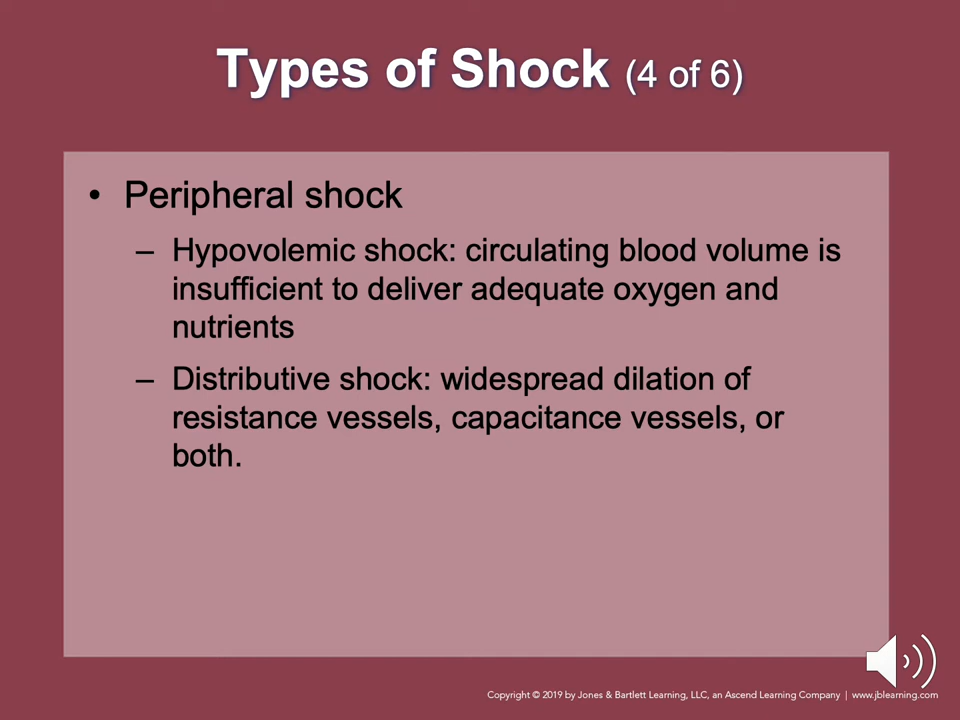 Types of Shock (4 of 6)
• Peripheral shock
– Hypovolemic shock: circulating blood volume is
insufficient to deliver adequate oxygen and
nutrients
– Distributive shock: widespread dilation of
resistance vessels, capacitance vessels, or
both.
Copyright © 2019 by Jones & Bartlett Learning, LLC, an Ascend Learning Company | www.jblearning.com